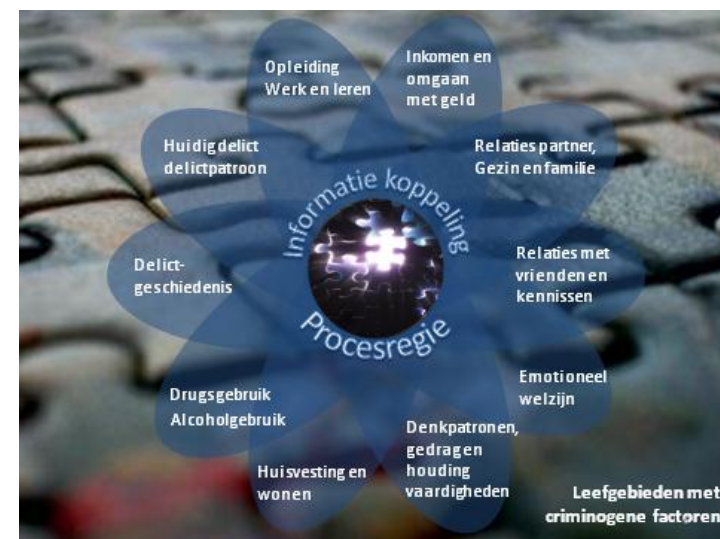 Opleiding
Werk en leren
Inkomen en
omgaan
met geld
Huidig delict
delictpatroon
Relaties partner,
Gezin en familie
Informatie koppeling
Procesregie
Delict-
geschiedenis
Relaties met
vrienden en
kennissen
Drugsgebruik
Alcoholgebruik
Emotioneel
welzijn
Huisvesting en
wonen
Denkpatronen,
gedrag en
houding
vaardigheden
Leefgebieden met
criminogene factoren